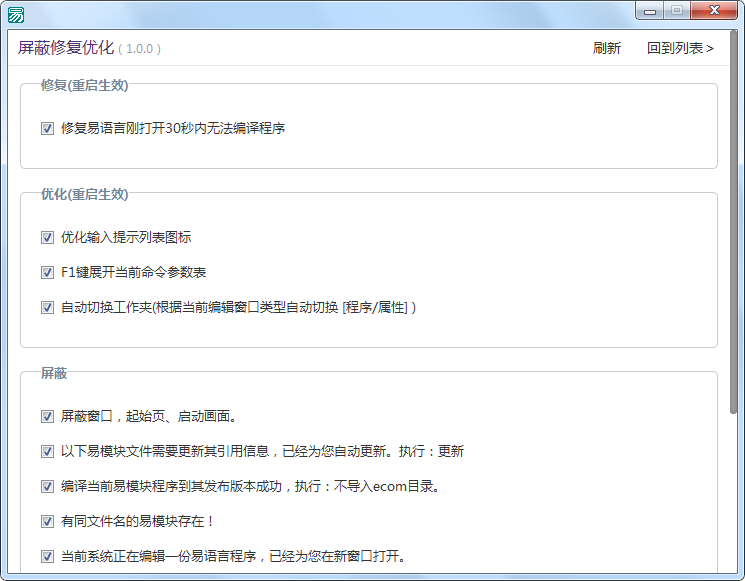 易
屏蔽修复优化 ( 1.0.0 )
刷新
回到列表 >
修复(重启生效)
修复易语言刚打开30秒内无法编译程序
优化(重启生效)
优化输入提示列表图标
F1键展开当前命令参数表
自动切换工作夹(根据当前编辑窗口类型自动切换 [程序/属性] )
屏蔽
屏蔽窗口，起始页、启动画面。
以下易模块文件需要更新其引用信息，已经为您自动更新。执行：更新
编译当前易模块程序到其发布版本成功，执行：不导入ecom目录。
有同文件名的易模块存在！
当前系统正在编辑一份易语言程序，已经为您在新窗口打开。